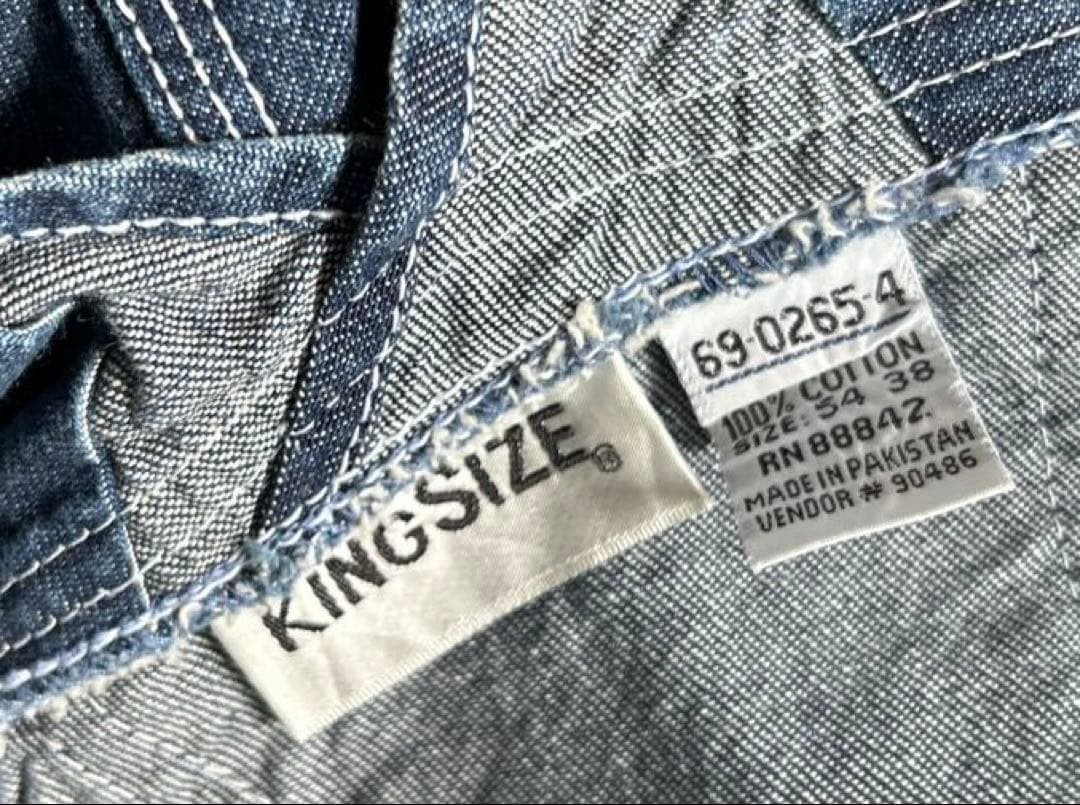 KINGSIZE®
69-0265-4
100% COTTON
SIZE: 54 38
RN 88842.
MADE IN PAKISTAN
VENDOR # 90486